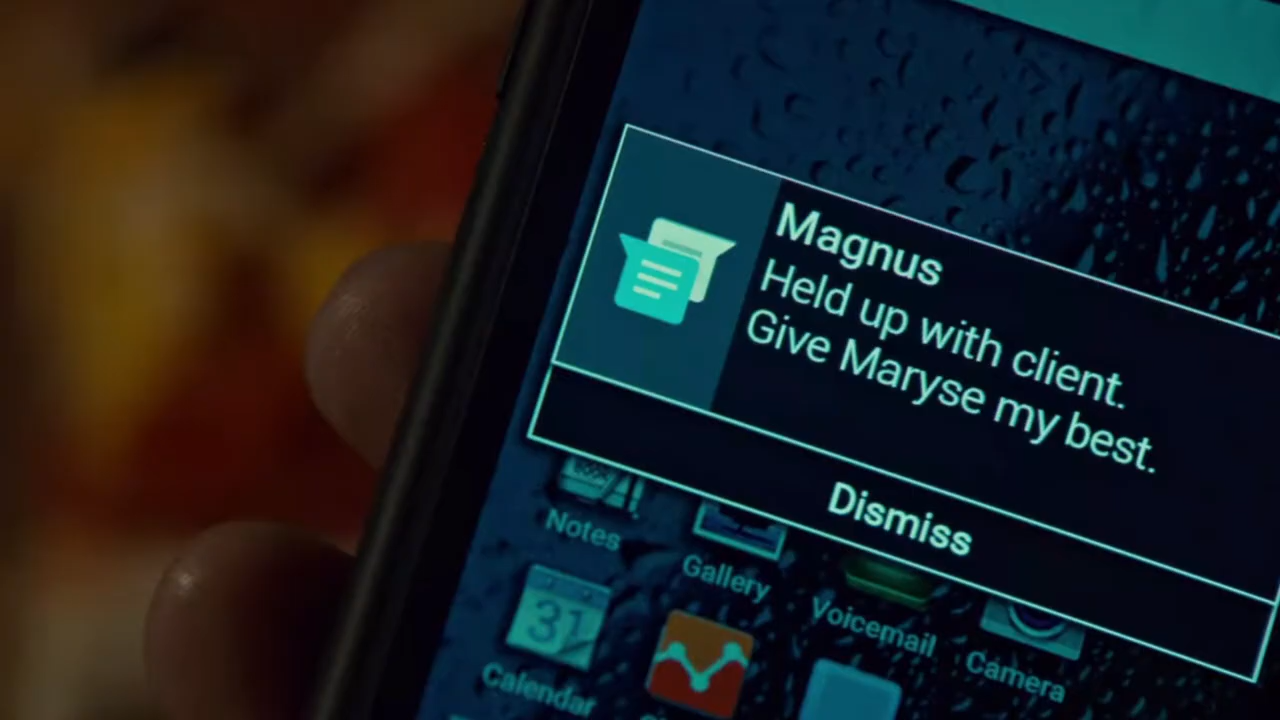 Magnus
Held up with client.
Give Maryse my best.
Dismiss
Notes
Gallery
Voicemail
Camera
31
Calendar